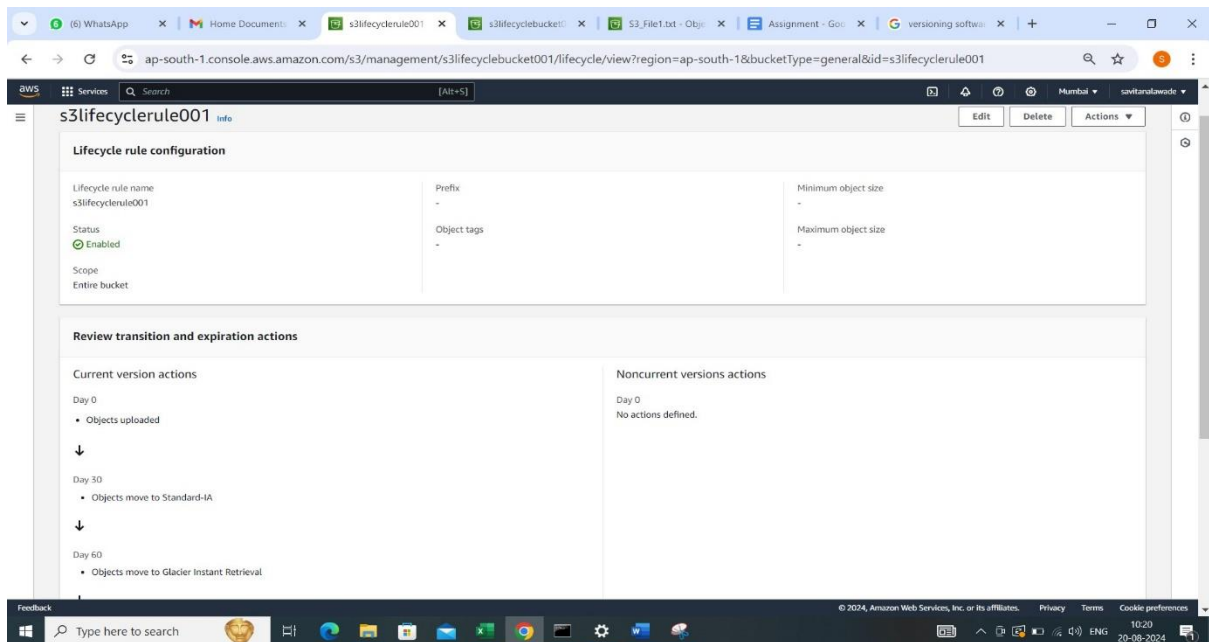 (6) WhatsApp
Home Document
s3lifecyclerule001
s3lifecyclebucket
S3_File1.txt - Obje
Assignment - Goo
versioning softwa
ap-south-1.console.aws.amazon.com/s3/management/s3lifecyclebucket001/lifecycle/view?region=ap-south-1&bucketType=general&id=s3lifecyclerule001
S
aws
Services
Search
[Alt+S]
Mumbai
savitanalawade
s3lifecyclerule001 Info
Edit
Delete
Actions
Lifecycle rule configuration
Lifecycle rule name
s3lifecyclerule001
Status
Enabled
Scope
Entire bucket
Prefix
-
Object tags
-
Minimum object size
-
Maximum object size
-
Review transition and expiration actions
Current version actions
Day 0
• Objects uploaded
↓
Day 30
• Objects move to Standard-IA
↓
Day 60
• Objects move to Glacier Instant Retrieval
Noncurrent versions actions
Day 0
No actions defined.
Feedback
© 2024, Amazon Web Services, Inc. or its affiliates.
Privacy
Terms
Cookie preferences
Type here to search
ENG
10:20
20-08-2024